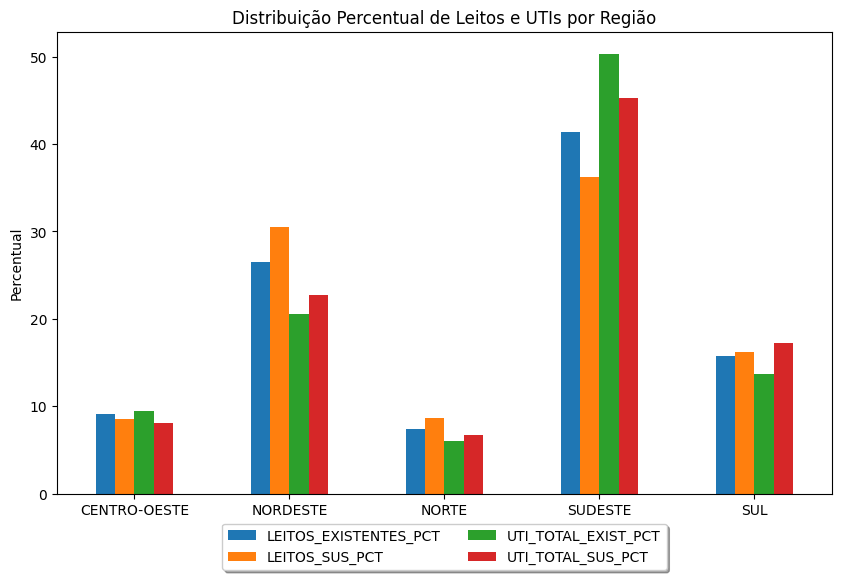 Distribuição Percentual de Leitos e UTIs por Região
Percentual
50
40
30
20
10
0
CENTRO-OESTE NORDESTE NORTE SUDESTE SUL
LEITOS_EXISTENTES_PCT UTI_TOTAL_EXIST_PCT
LEITOS_SUS_PCT UTI_TOTAL_SUS_PCT